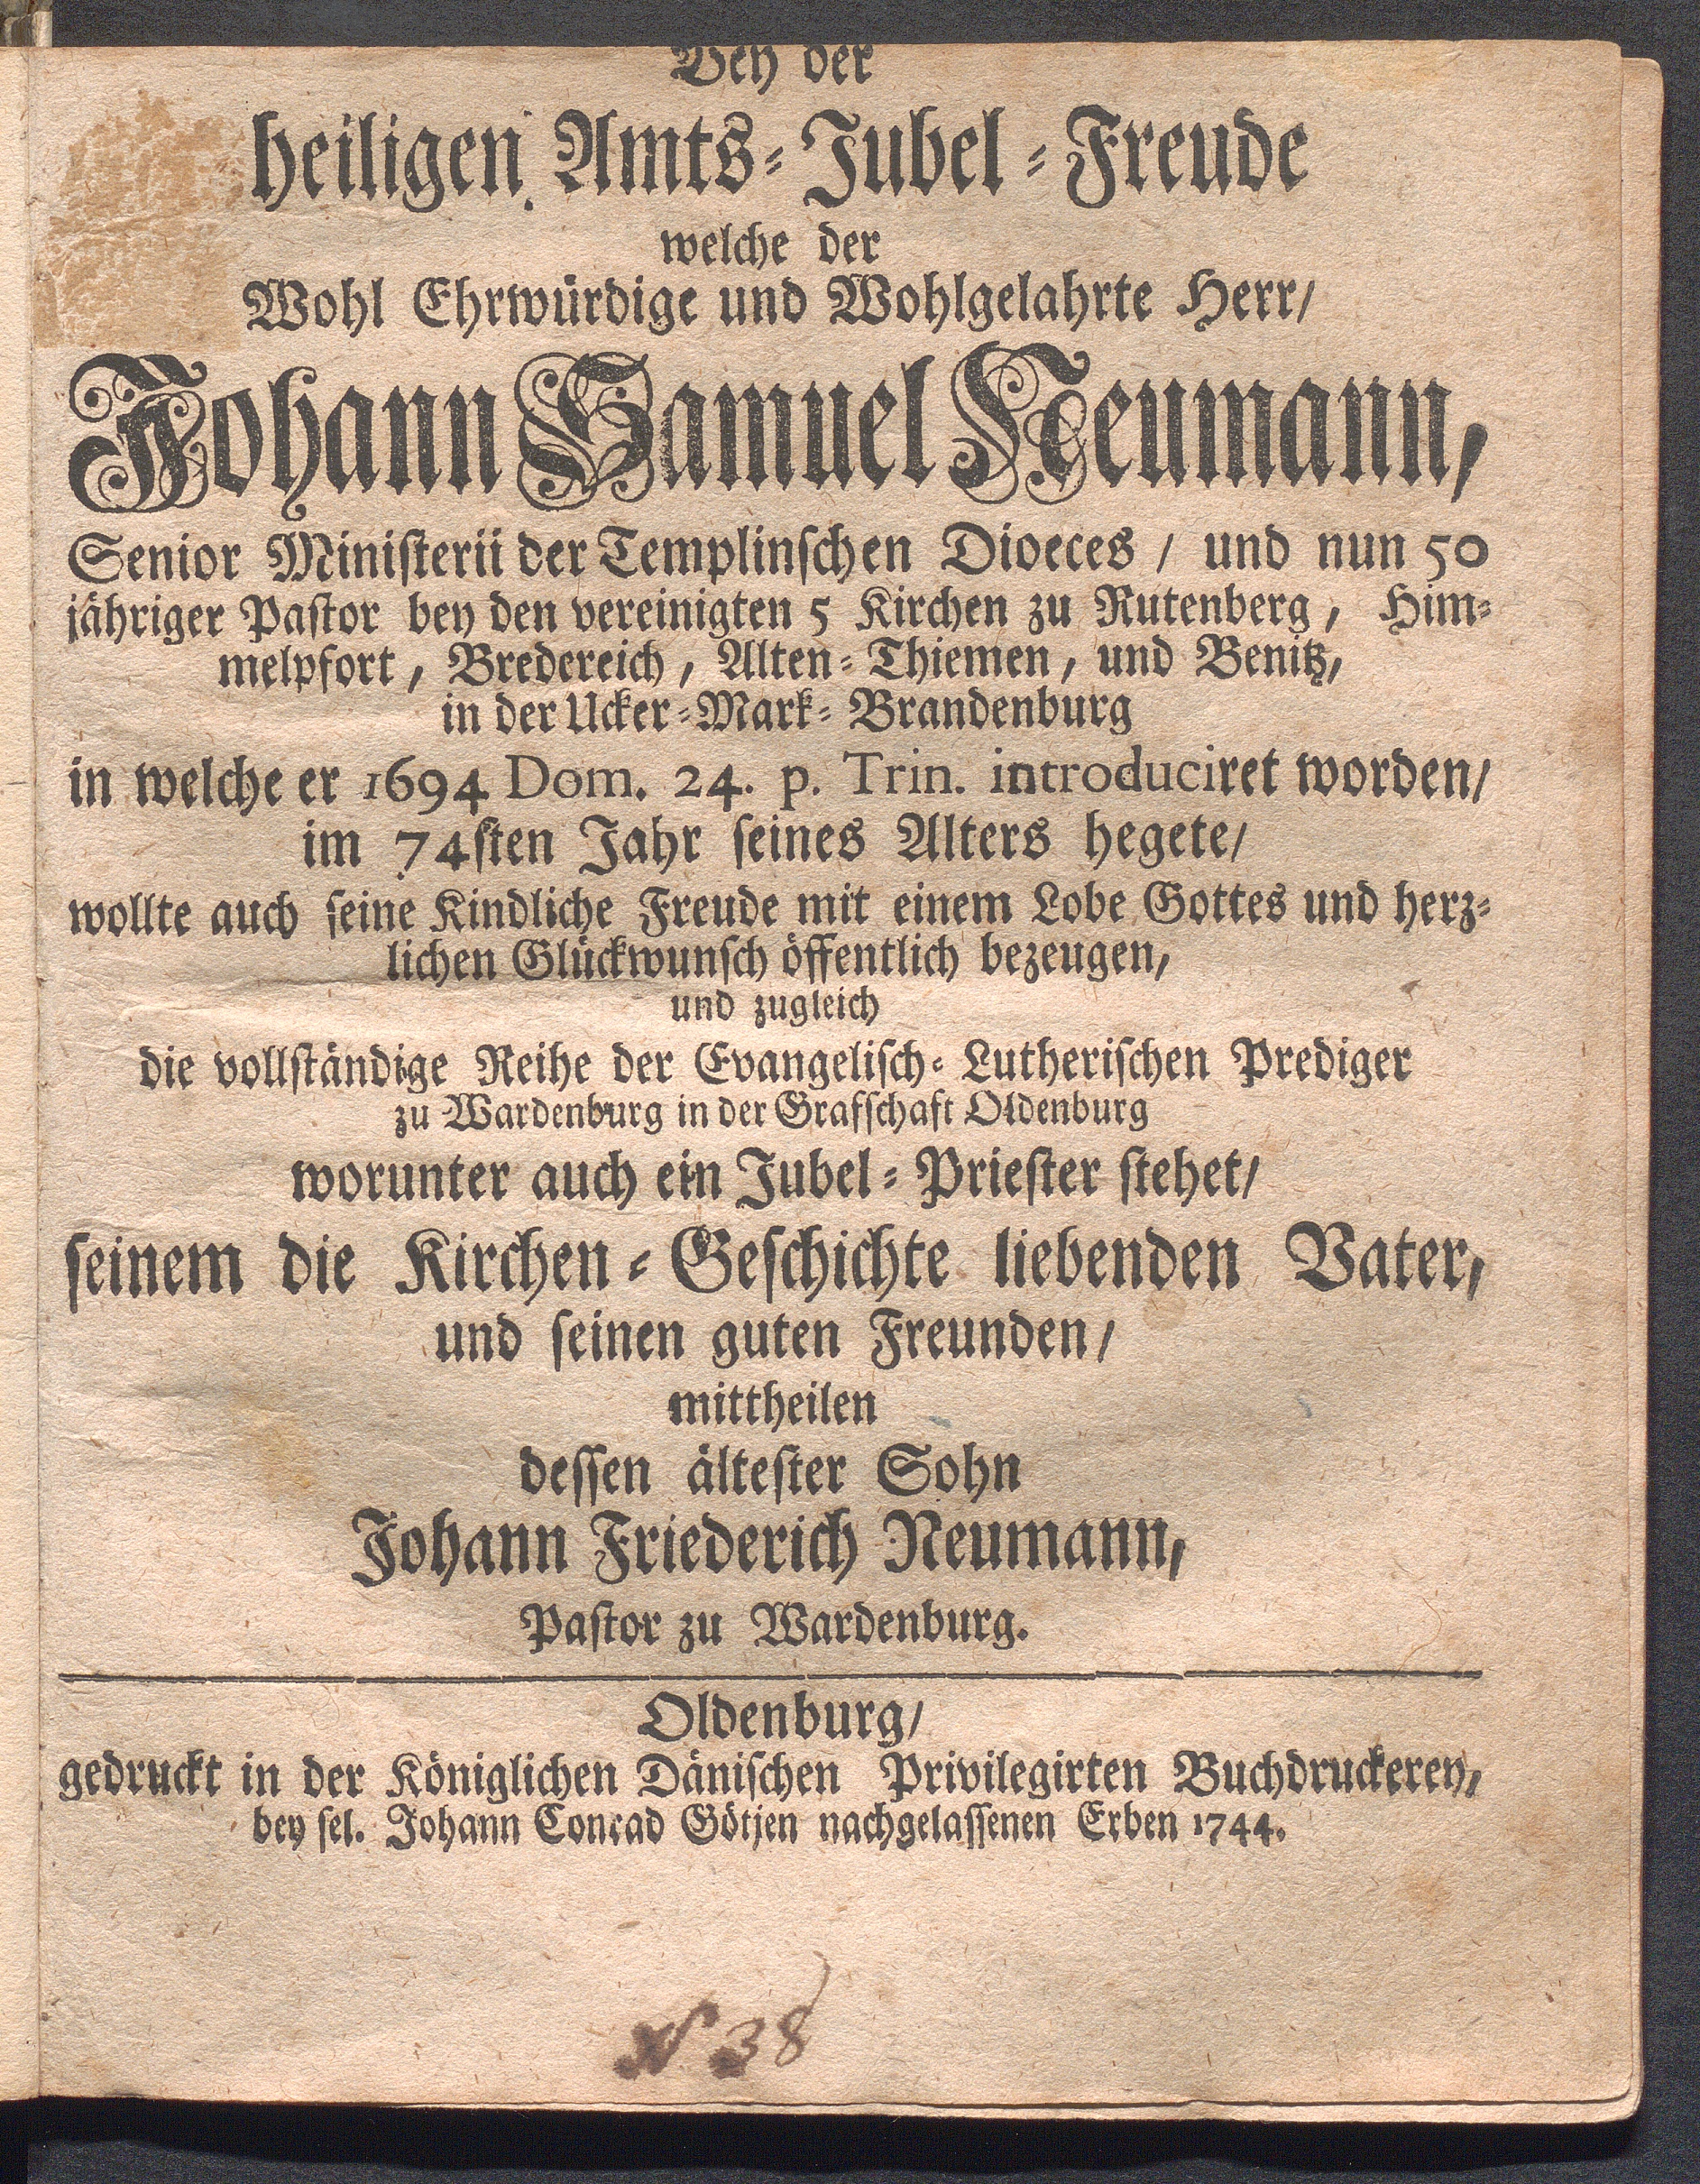 Bey der
heiligen Amts-Jubel-Freude
welche der
Wohl Ehrwürdige und Wohlgelahrte Herr/
Johann Samuel Neumann,
Senior Ministerii der Templinschen Dioeces / und nun 50
jähriger Pastor bey den vereinigten 5 Kirchen zu Rutenberg, Him-
melpfort, Bredereich, Alten-Thiemen, und Benitz,
in der Ucker-Mark-Brandenburg
in welche er 1694 Dom. 24. p. Trin. introduciret worden/
im 74sten Jahr seines Alters hegete/
wollte auch seine Kindliche Freude mit einem Lobe Gottes und herz-
lichen Glückwunsch öffentlich bezeugen,
und zugleich
die vollständige Reihe der Evangelisch-Lutherischen Prediger
zu Wardenburg in der Grafschaft Oldenburg
worunter auch ein Jubel-Priester stehet/
seinem die Kirchen-Geschichte liebenden Vater,
und seinen guten Freunden/
mittheilen
dessen ältester Sohn
Johann Friederich Neumann,
Pastor zu Wardenburg.
Oldenburg/
gedruckt in der Königlichen Dänischen Privilegirten Buchdruckerey,
bey sel. Johann Conrad Götjen nachgelassenen Erben 1744.
N 38